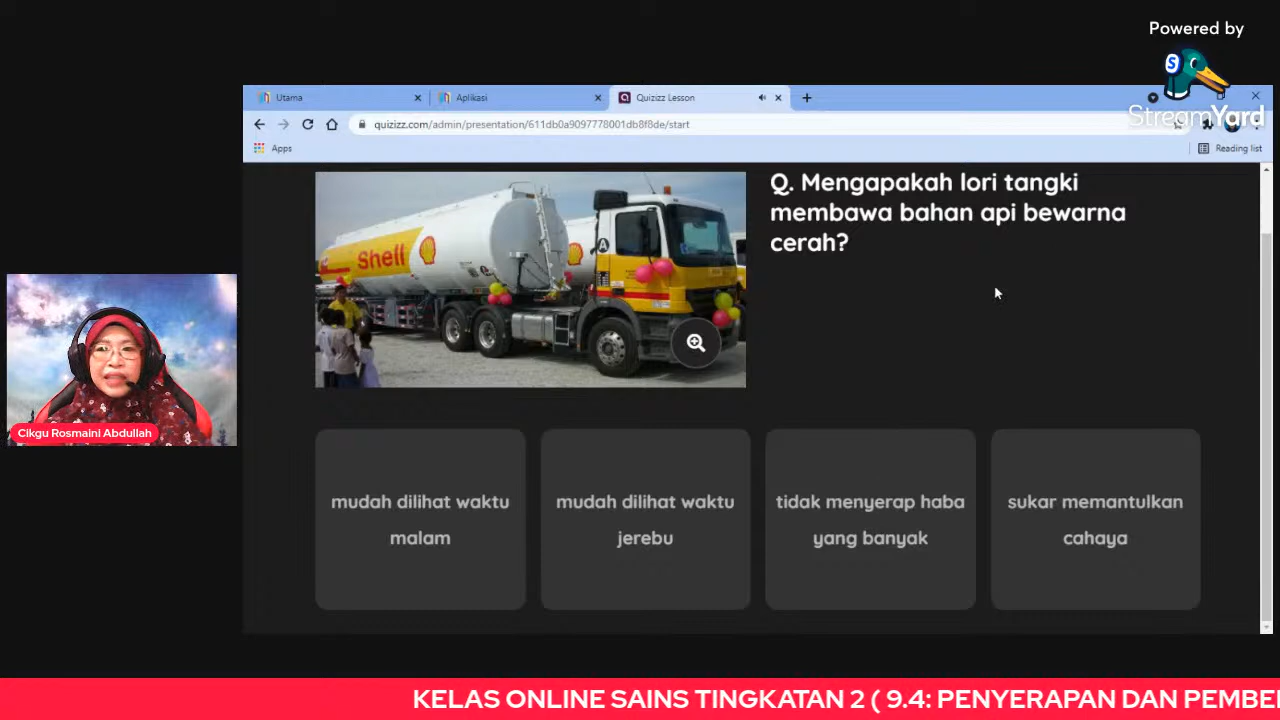 Powered by
StreamYard
Utama
Aplikasi
Quizizz Lesson
quizizz.com/admin/presentation/611db0a9097778001db8f8de/start
Apps
Reading list
Shell
A
Q. Mengapakah lori tangki
membawa bahan api bewarna
cerah?
Cikgu Rosmaini Abdullah
mudah dilihat waktu
malam
mudah dilihat waktu
jerebu
tidak menyerap haba
yang banyak
sukar memantulkan
cahaya
KELAS ONLINE SAINS TINGKATAN 2 ( 9.4: PENYERAPAN DAN PEMBE